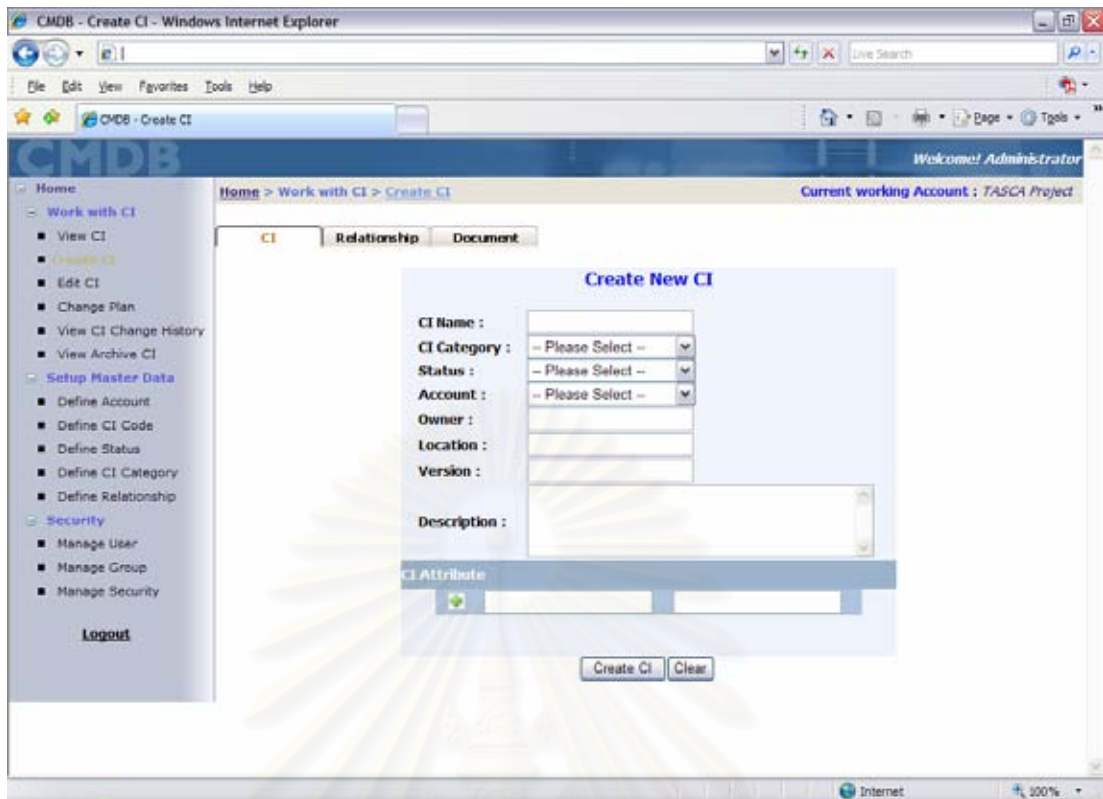 CMDB - Create CI - Windows Internet Explorer
Live Search
File Edit View Favorites Tools Help
CMDB - Create CI
Page Tools
CMDB
Welcome! Administrator
Home
Home > Work with CI > Create CI
Current working Account : TASCA Project
Work with CI
View CI
Create CI
Edit CI
Change Plan
View CI Change History
View Archive CI
Setup Master Data
Define Account
Define CI Code
Define Status
Define CI Category
Define Relationship
Security
Manage User
Manage Group
Manage Security
Logout
CI Relationship Document
Create New CI
CI Name :
CI Category : -- Please Select --
Status : -- Please Select --
Account : -- Please Select --
Owner :
Location :
Version :
Description :
CI Attribute
Create CI Clear
Internet 100%